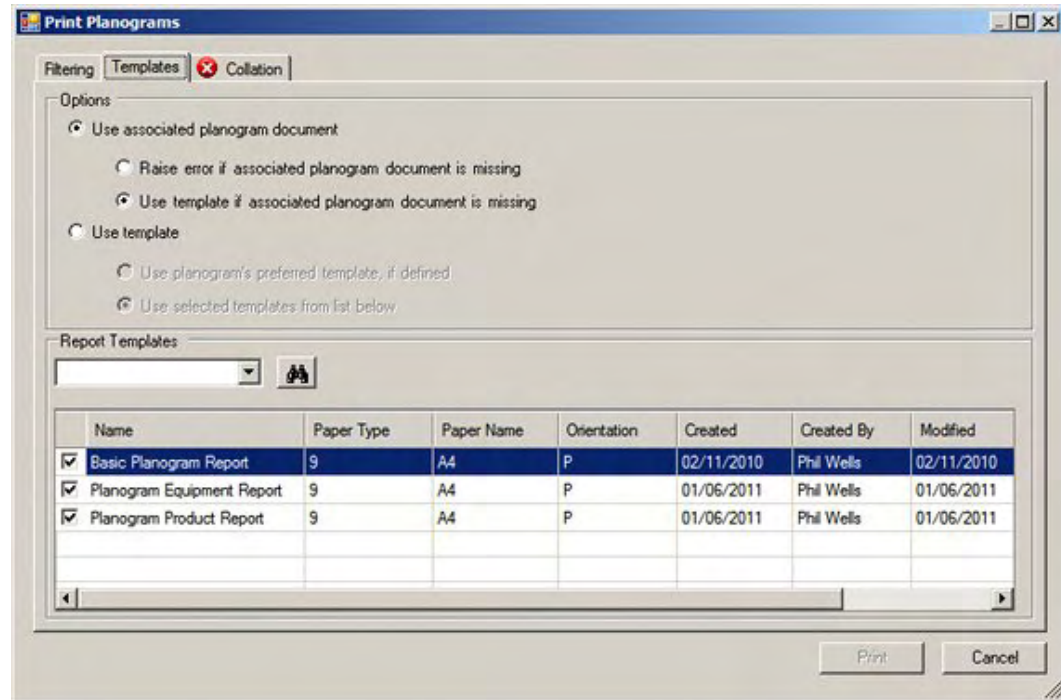 Print Planograms
Filtering Templates Collation
Options
Use associated planogram document
Raise error if associated planogram document is missing
Use template if associated planogram document is missing
Use template
Use planogram's preferred template, if defined
Use selected templates from list below
Report Templates
Name Paper Type Paper Name Orientation Created Created By Modified
Basic Planogram Report 9 A4 P 02/11/2010 Phil Wells 02/11/2010
Planogram Equipment Report 9 A4 P 01/06/2011 Phil Wells 01/06/2011
Planogram Product Report 9 A4 P 01/06/2011 Phil Wells 01/06/2011
Print Cancel